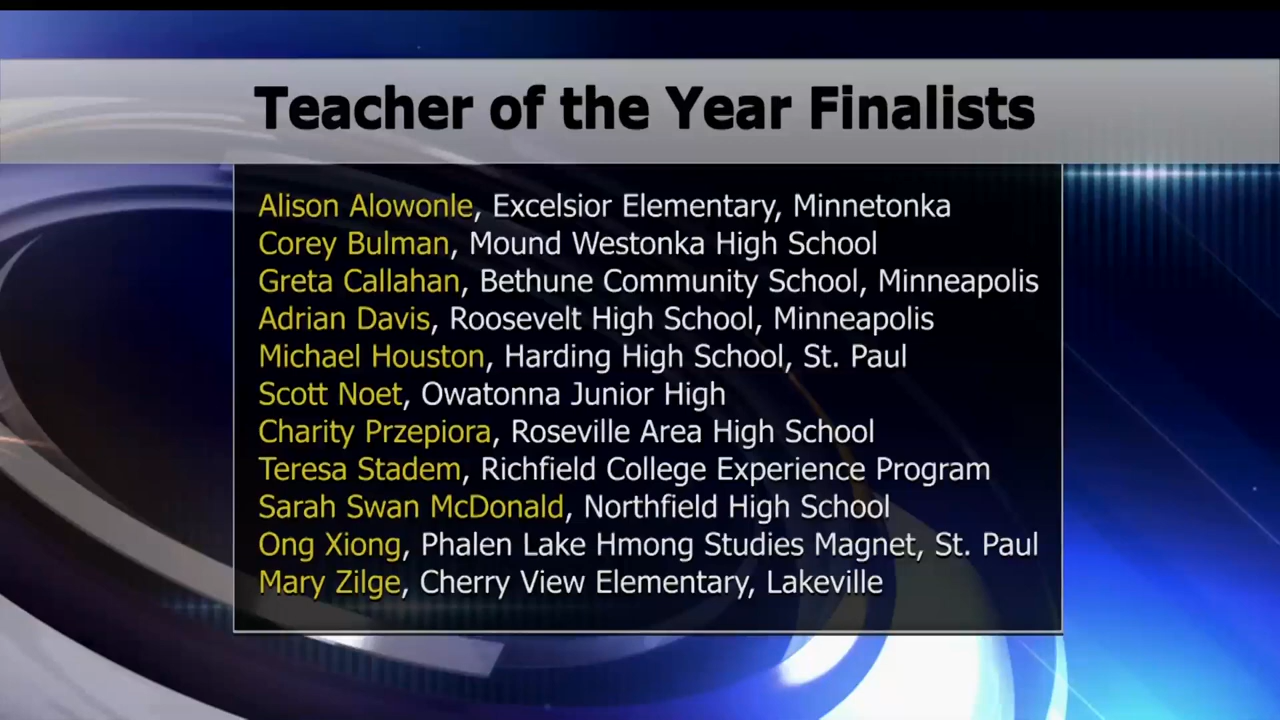 Teacher of the Year Finalists
Alison Alowonle, Excelsior Elementary, Minnetonka
Corey Bulman, Mound Westonka High School
Greta Callahan, Bethune Community School, Minneapolis
Adrian Davis, Roosevelt High School, Minneapolis
Michael Houston, Harding High School, St. Paul
Scott Noet, Owatonna Junior High
Charity Przepiora, Roseville Area High School
Teresa Stadem, Richfield College Experience Program
Sarah Swan McDonald, Northfield High School
Ong Xiong, Phalen Lake Hmong Studies Magnet, St. Paul
Mary Zilge, Cherry View Elementary, Lakeville